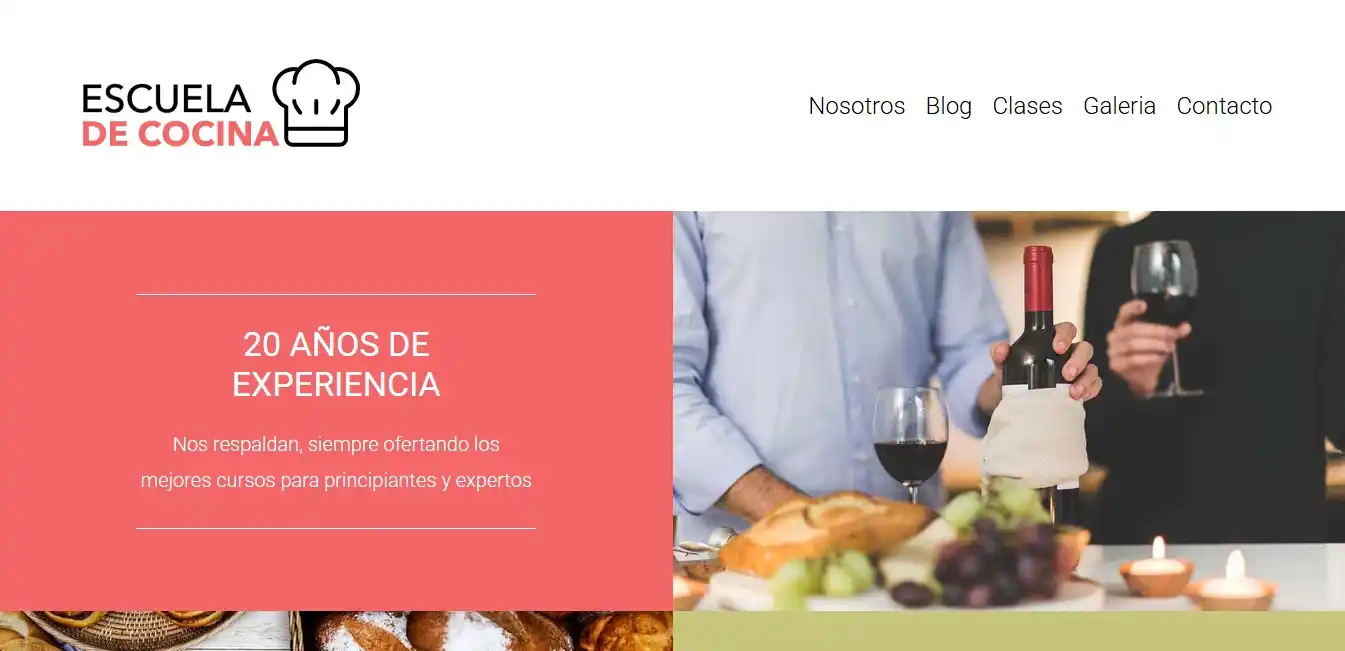 ESCUELA
DE COCINA
Nosotros Blog Clases Galeria Contacto
20 AÑOS DE
EXPERIENCIA
Nos respaldan, siempre ofertando los
mejores cursos para principiantes y expertos